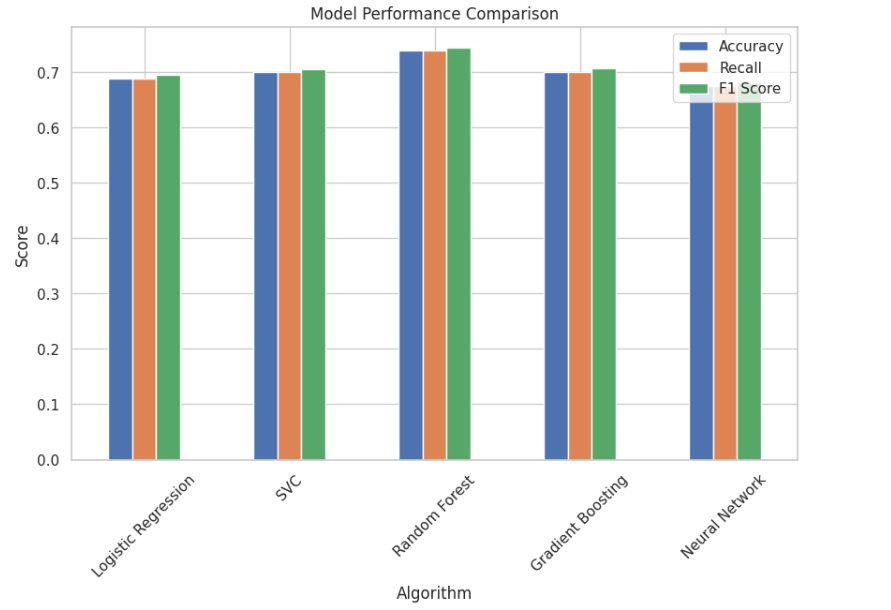 Model Performance Comparison
Accuracy
Recall
F1 Score
0.7
0.6
0.5
0.4
0.3
0.2
0.1
0.0
Score
Logistic Regression
SVC
Random Forest
Gradient Boosting
Neural Network
Algorithm